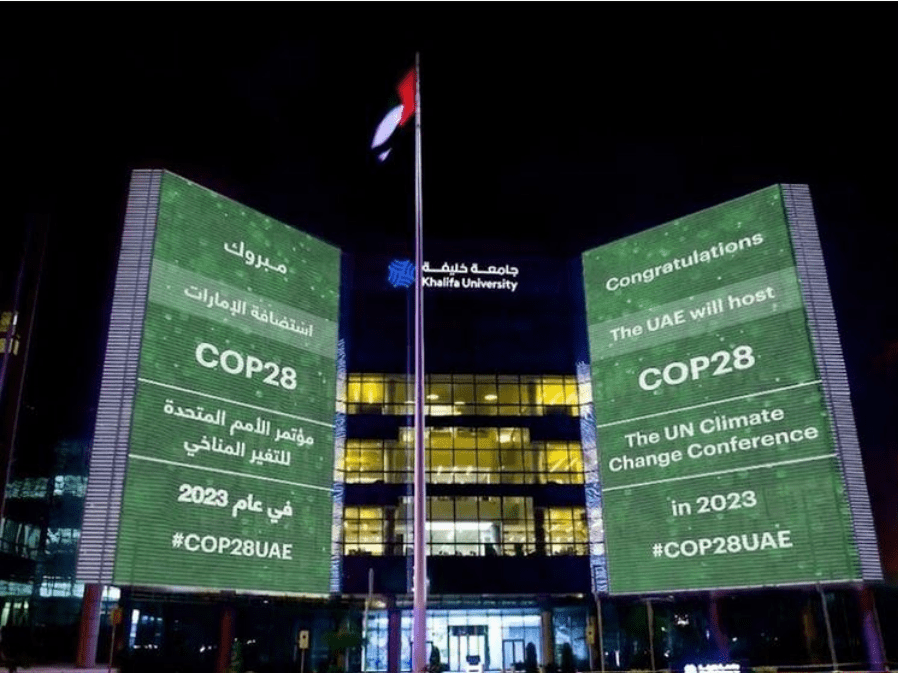 مبروك
استضافة الإمارات
COP28
مؤتمر الأمم المتحدة
للتغير المناخي
في عام 2023
#COP28UAE
جامعة خليفة
Khalifa University
Congratulations
The UAE will host
COP28
The UN Climate
Change Conference
in 2023
#COP28UAE